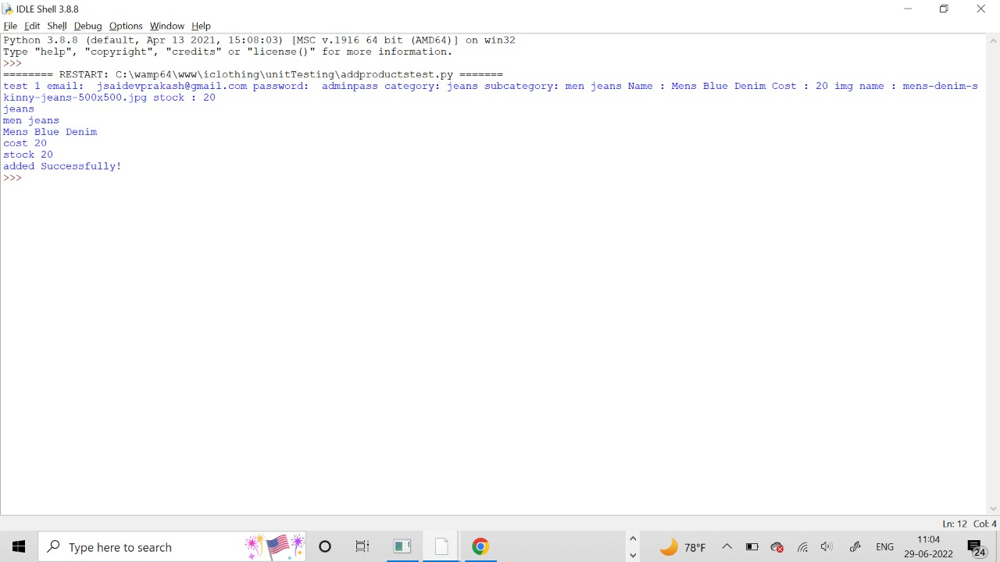 IDLE Shell 3.8.8
File Edit Shell Debug Options Window Help
Python 3.8.8 (default, Apr 13 2021, 15:08:03) [MSC v.1916 64 bit (AMD64)] on win32
Type "help", "copyright", "credits" or "license()" for more information.
>>>
======== RESTART: C:\wamp64\www\iclothing\unitTesting\addproductstest.py =======
test 1 email:  jsaidevprakash@gmail.com password:  adminpass category: jeans subcategory: men jeans Name : Mens Blue Denim Cost : 20 img name : mens-denim-s
kinny-jeans-500x500.jpg stock : 20
jeans
men jeans
Mens Blue Denim
cost 20
stock 20
added Successfully!
>>>
Ln: 12 Col: 4
Type here to search
78°F
ENG
11:04
29-06-2022
24